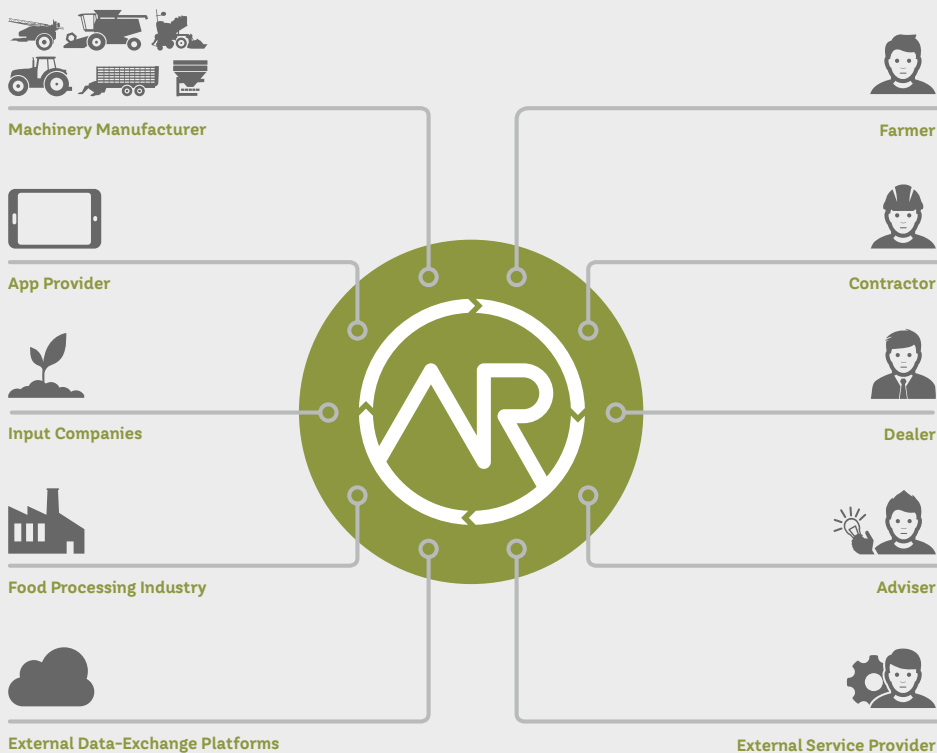 Machinery Manufacturer
Farmer
App Provider
Contractor
AR
Input Companies
Dealer
Food Processing Industry
Adviser
External Data-Exchange Platforms
External Service Provider